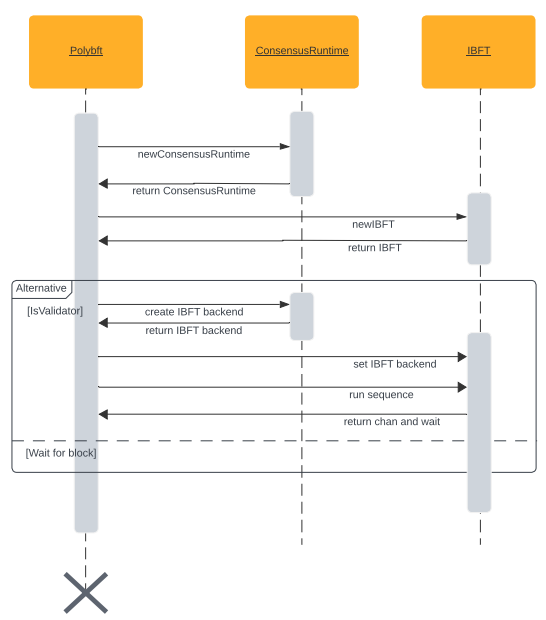 Polybft
ConsensusRuntime
IBFT
newConsensusRuntime
return ConsensusRuntime
newIBFT
return IBFT
Alternative
[IsValidator]
create IBFT backend
return IBFT backend
set IBFT backend
run sequence
return chan and wait
[Wait for block]